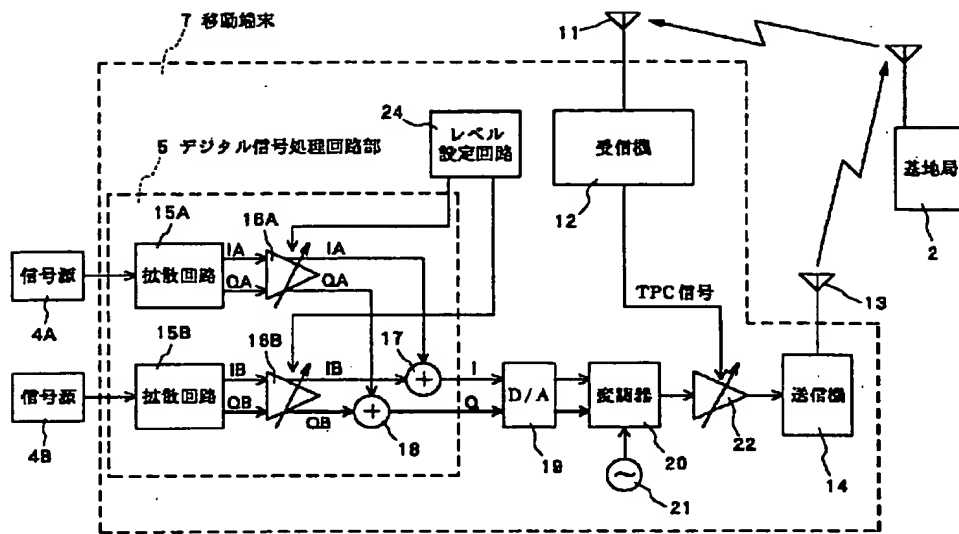 7 移動端末
11
24
レベル
設定回路
受信機
12
基地局
2
5 デジタル信号処理回路部
15A
16A
信号源
4A
拡散回路
IA
QA
IA
QA
TPC信号
13
15B
16B
17
信号源
4B
拡散回路
IB
QB
IB
QB
18
I
Q
D/A
19
変調器
20
21
22
送信機
14